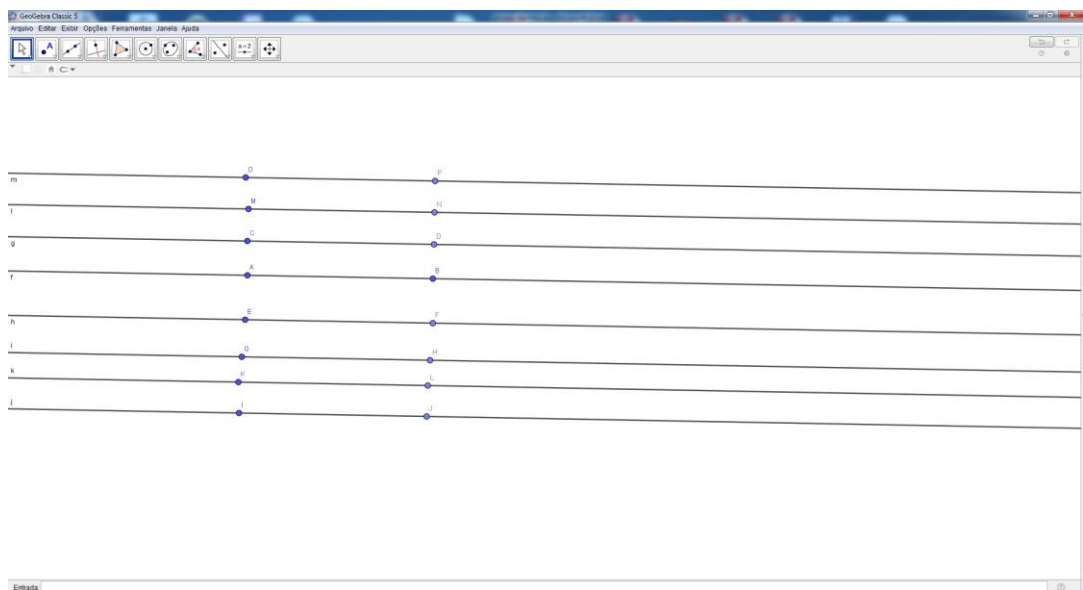 GeoGebra Classic 5
Arquivo Editar Exibir Opções Ferramentas Janela Ajuda
A
a=2
m
O
P
l
M
N
g
C
D
f
A
B
h
E
F
i
G
H
k
K
L
j
I
J
Entrada: